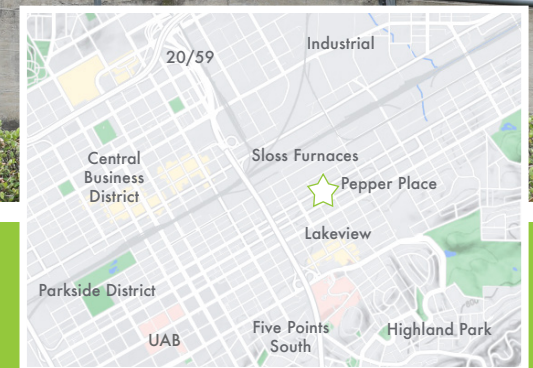 Industrial
20/59
Sloss Furnaces
Central
Business
District
Pepper Place
Lakeview
Parkside District
UAB
Five Points
South
Highland Park